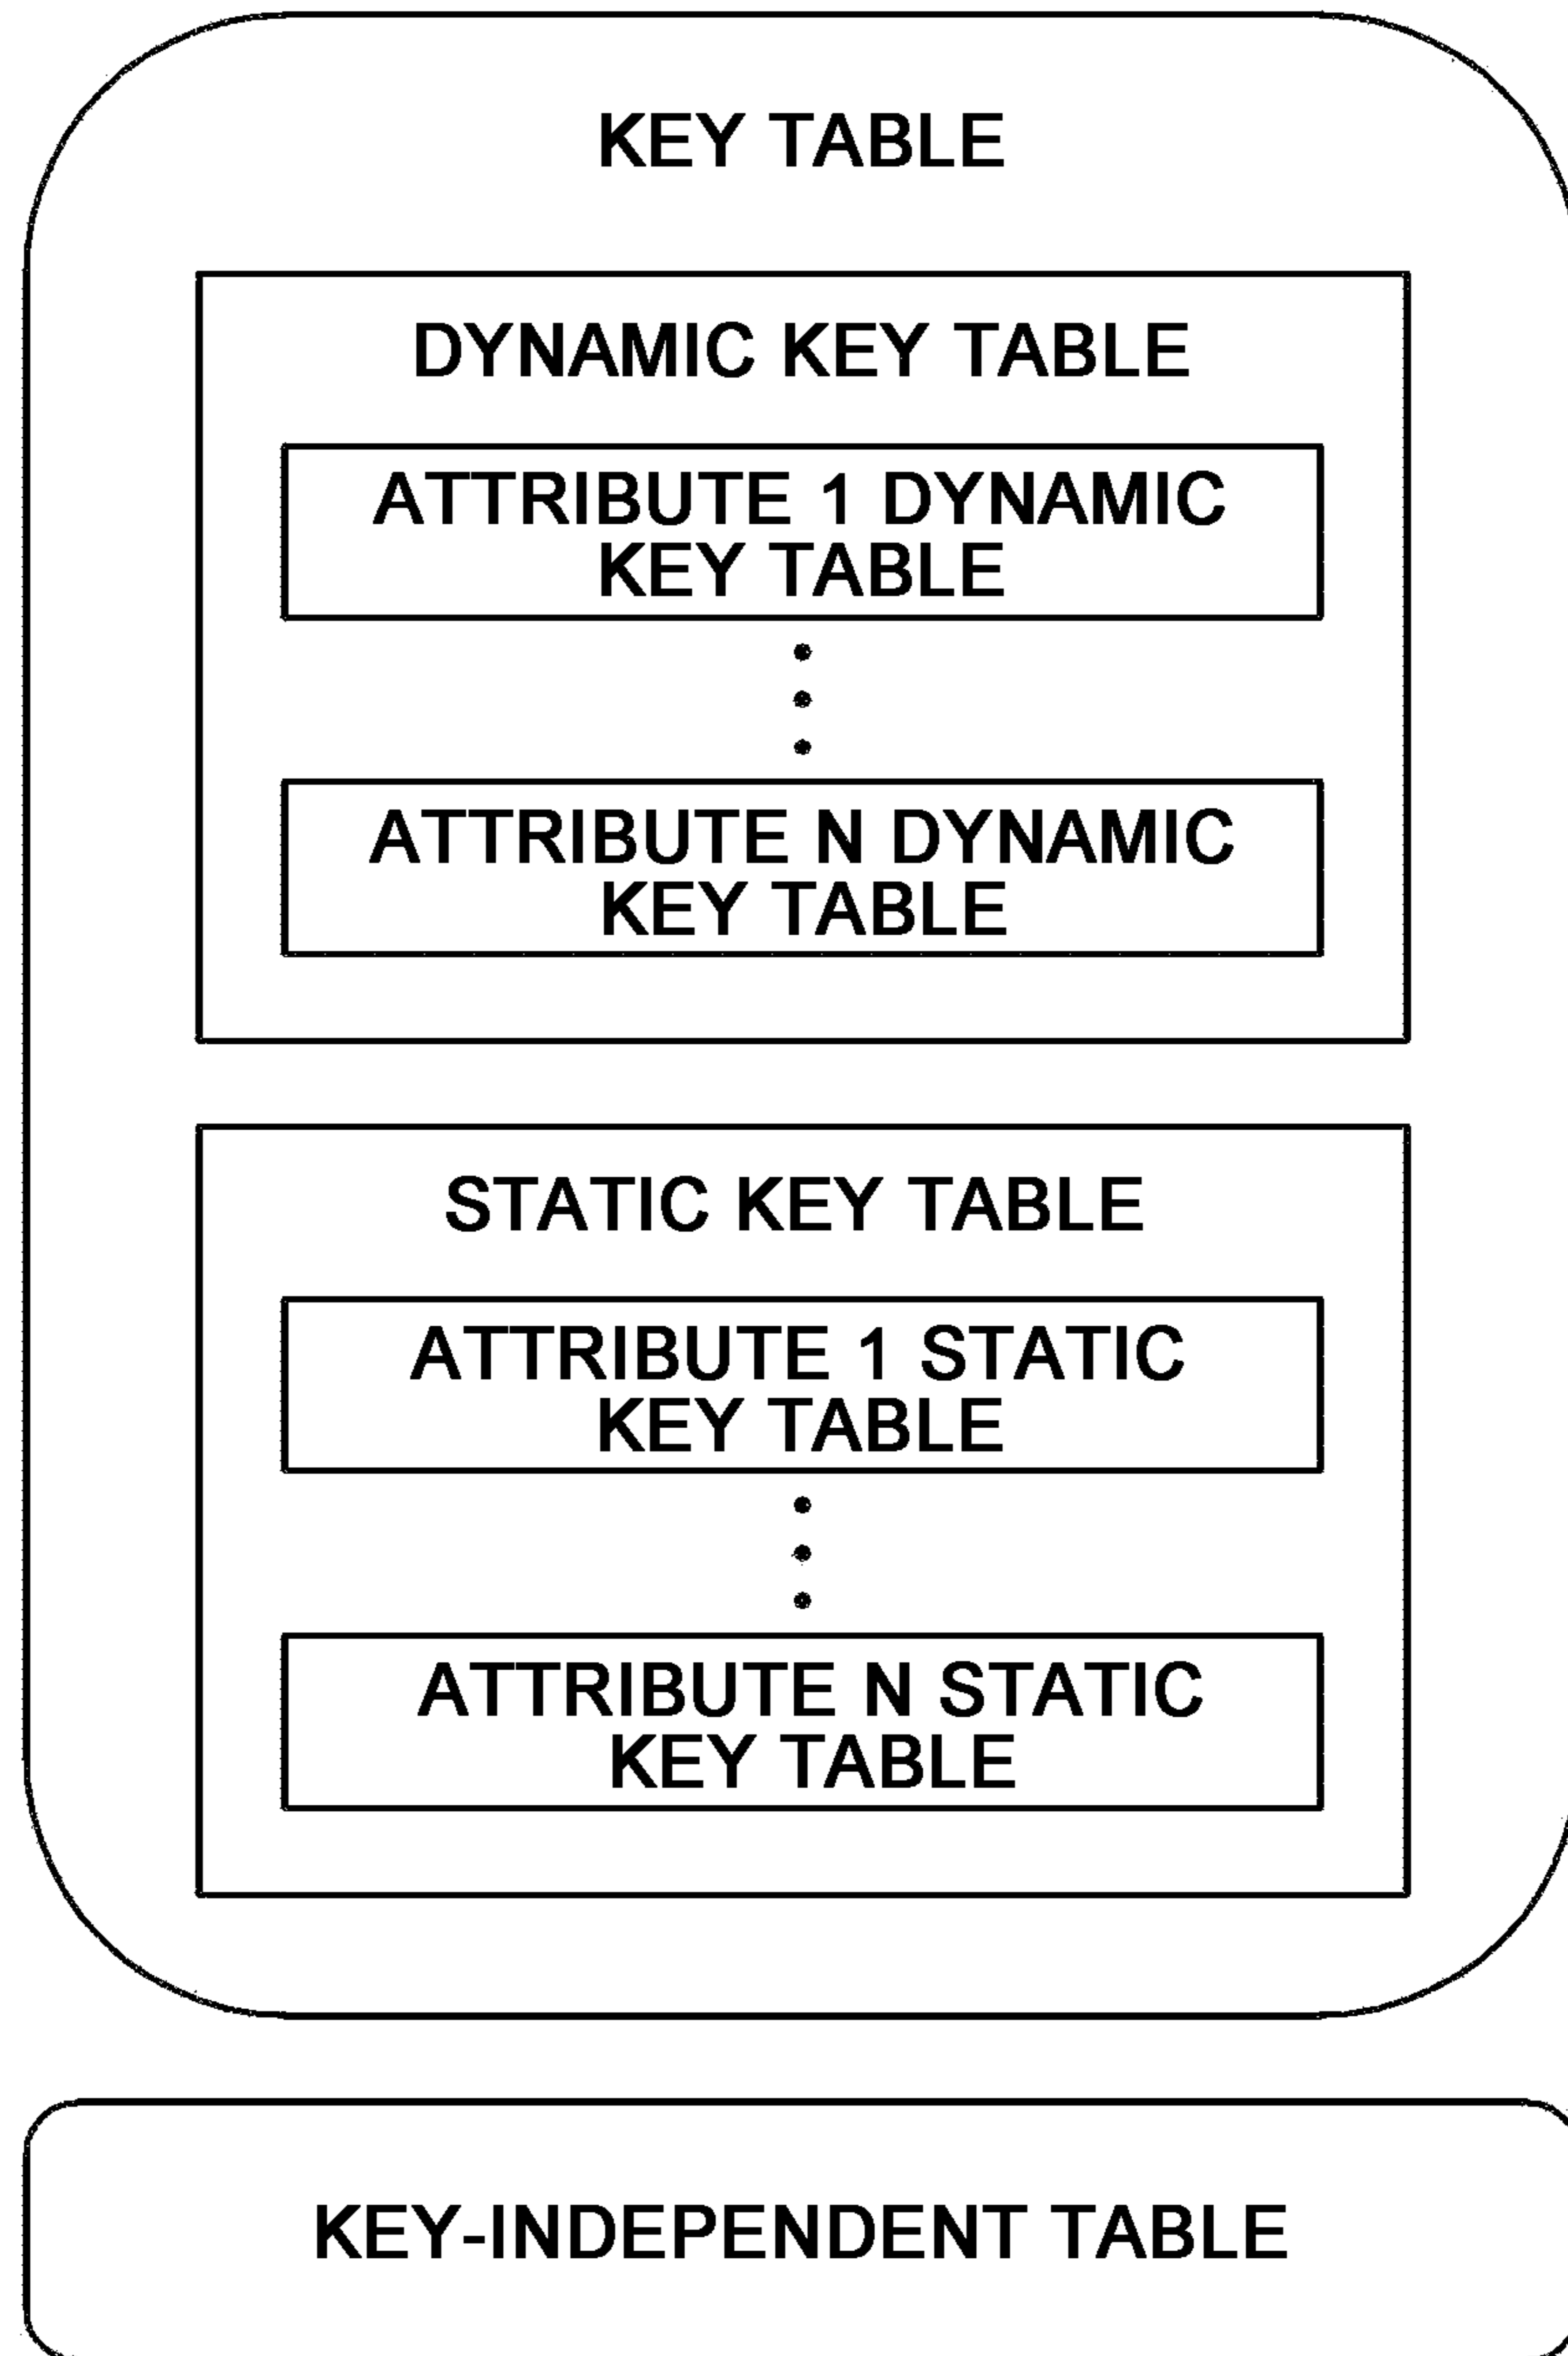 KEY TABLE
DYNAMIC KEY TABLE
ATTRIBUTE 1 DYNAMIC
KEY TABLE
ATTRIBUTE N DYNAMIC
KEY TABLE
STATIC KEY TABLE
ATTRIBUTE 1 STATIC
KEY TABLE
ATTRIBUTE N STATIC
KEY TABLE
KEY-INDEPENDENT TABLE